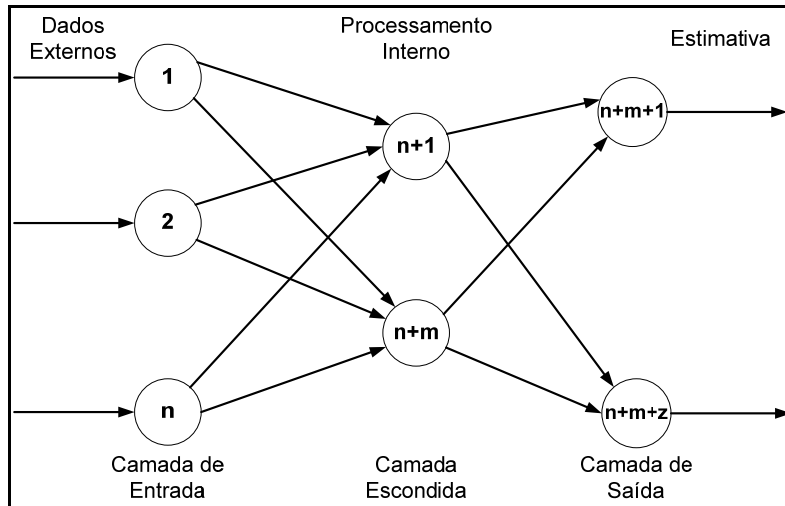 Dados
Externos
Processamento
Interno
Estimativa
1
2
n
n+1
n+m
n+m+1
n+m+z
Camada de
Entrada
Camada
Escondida
Camada de
Saída